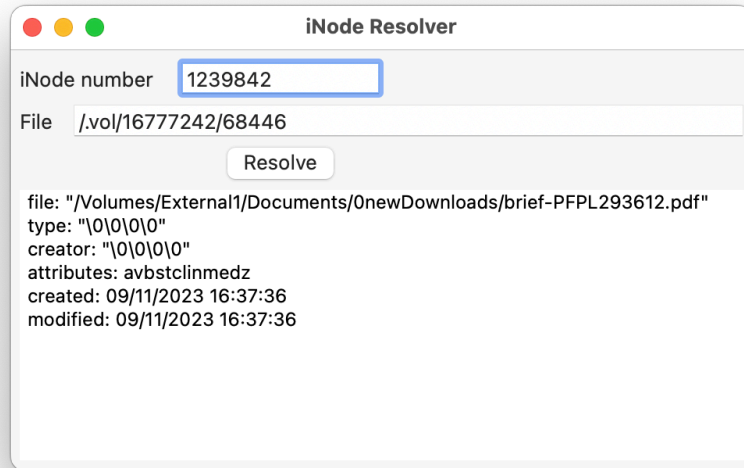 iNode Resolver
iNode number 1239842
File /.vol/16777242/68446
Resolve
file: "/Volumes/External1/Documents/0newDownloads/brief-PFPL293612.pdf"
type: "\0\0\0\0"
creator: "\0\0\0\0"
attributes: avbstclinmedz
created: 09/11/2023 16:37:36
modified: 09/11/2023 16:37:36